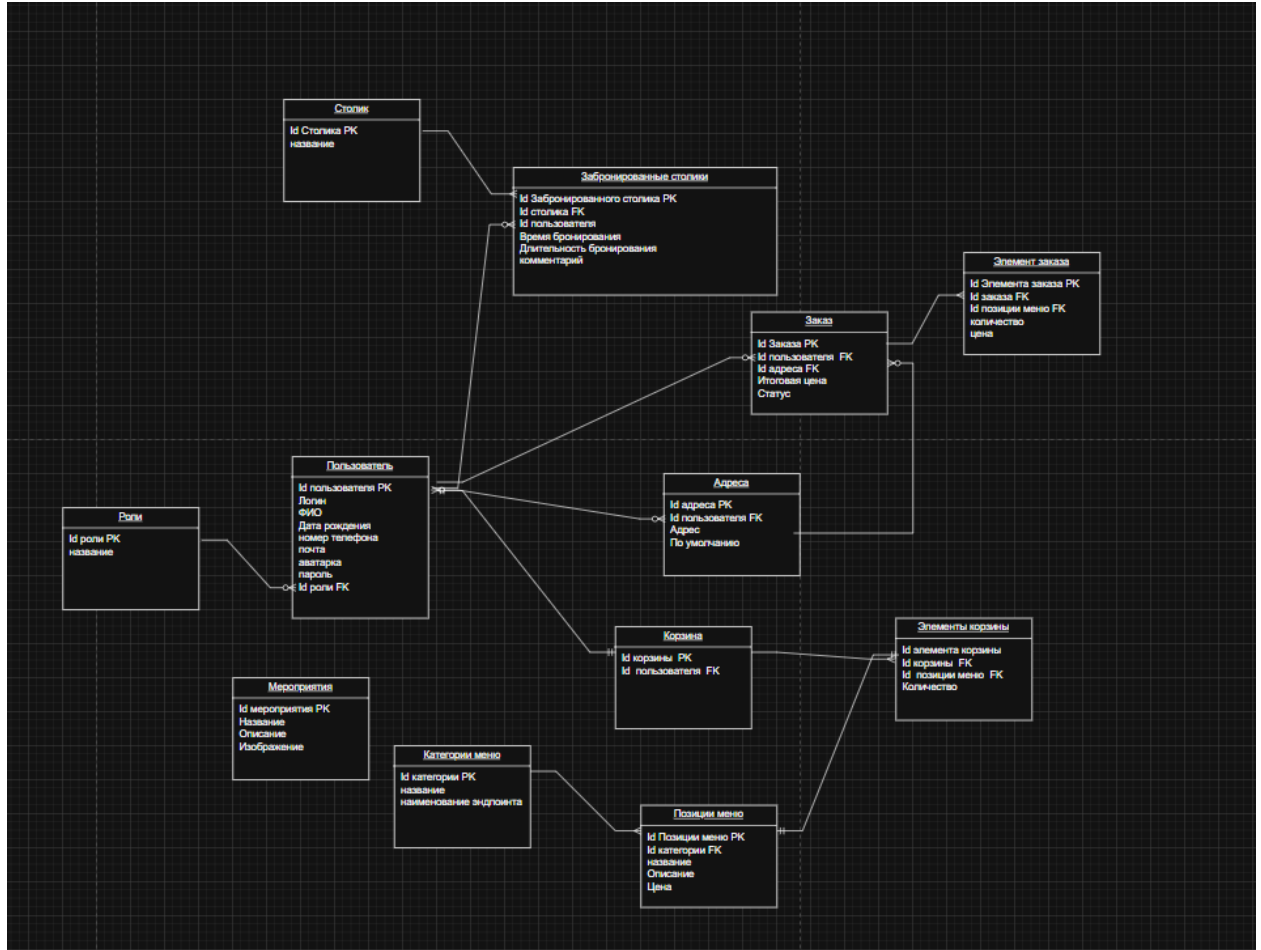 Столик
Id Столика PK
название
Забронированные столики
Id Забронированного столика PK
Id столика FK
Id пользователя
Время бронирования
Длительность бронирования
комментарий
Элемент заказа
Id Элемента заказа PK
Id заказа FK
Id позиции меню FK
количество
цена
Заказ
Id Заказа PK
Id пользователя FK
Id адреса FK
Итоговая цена
Статус
Пользователь
Id пользователя PK
Логин
ФИО
Дата рождения
номер телефона
почта
аватарка
пароль
Id роли FK
Адреса
Id адреса PK
Id пользователя FK
Адрес
По умолчанию
Роли
Id роли PK
название
Корзина
Id корзины PK
Id пользователя FK
Элементы корзины
Id элемента корзины
Id корзины FK
Id позиции меню FK
Количество
Мероприятия
Id мероприятия PK
Название
Описание
Изображение
Категории меню
Id категории PK
название
наименование эндпоинта
Позиции меню
Id Позиции меню PK
Id категории FK
название
Описание
Цена